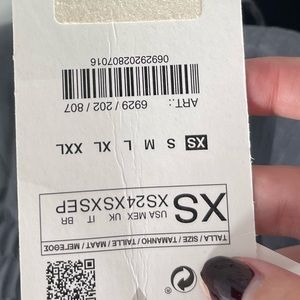 TALLA / SIZE / TAMANHO / TAILLE / MAAT / ΜΕΓΕΘΟΣ
XS
USA MEX UK IT BR
XS 24 XS XS EP
XS S M L XL XXL
ART.: 6929 / 202 / 807
06929202807016